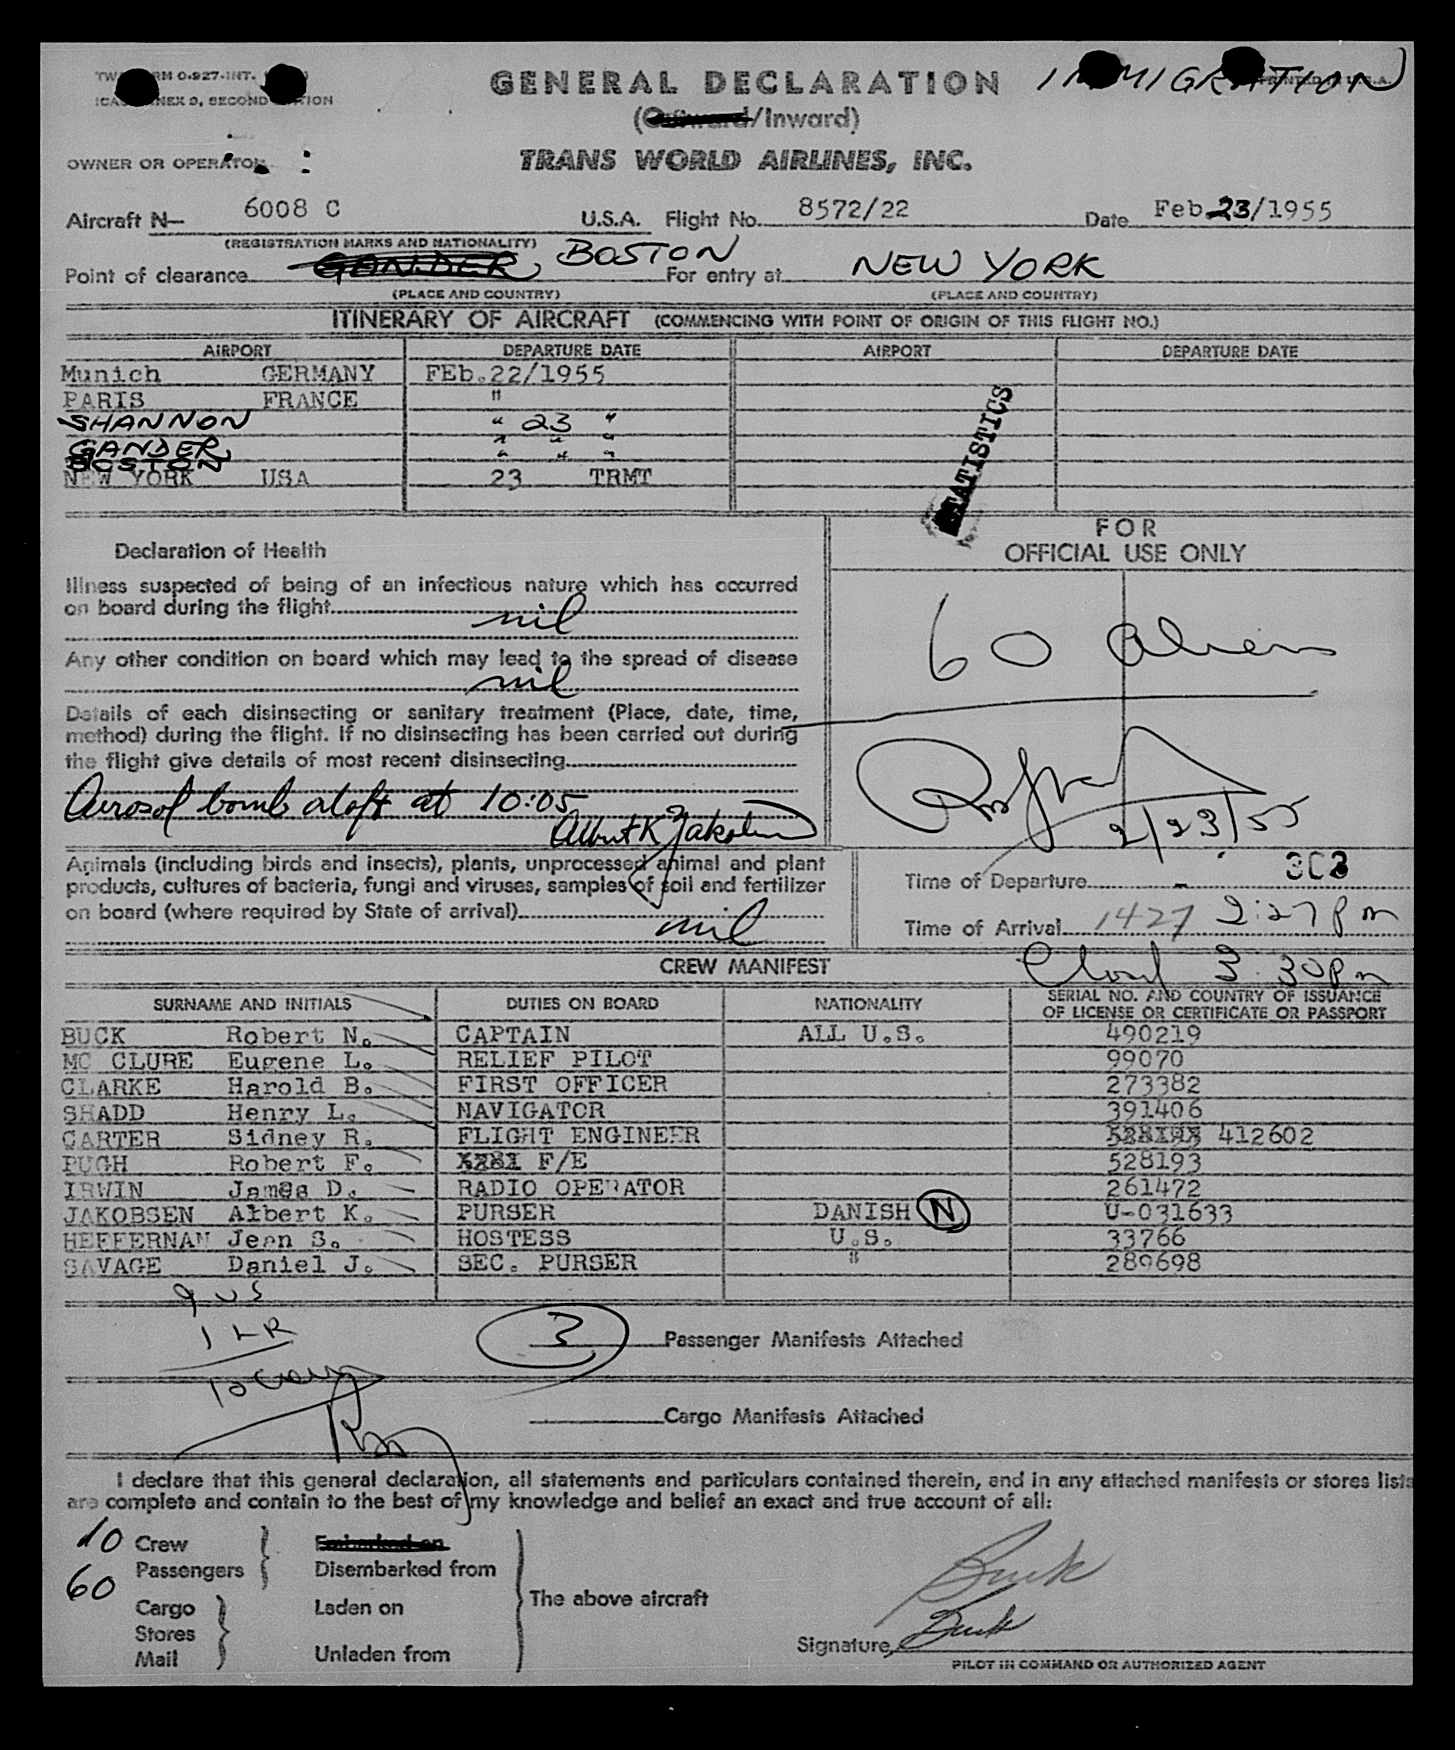 GENERAL DECLARATION IMMIGRATION
(Outward/Inward)
OWNER OR OPERATOR
TRANS WORLD AIRLINES, INC.
Aircraft N— 6008 C U.S.A. Flight No. 8572/22 Date Feb.23/1955
(REGISTRATION MARKS AND NATIONALITY)
Point of clearance GANDER, BOSTON For entry at NEW YORK
(PLACE AND COUNTRY) (PLACE AND COUNTRY)
ITINERARY OF AIRCRAFT (COMMENCING WITH POINT OF ORIGIN OF THIS FLIGHT NO.)
AIRPORT DEPARTURE DATE AIRPORT DEPARTURE DATE
Munich GERMANY FEb.22/1955
PARIS FRANCE "
SHANNON " 23 "
GANDER " " "
BOSTON " " "
NEW YORK USA 23 TRMT
STATISTICS
FOR
OFFICIAL USE ONLY
Declaration of Health
Illness suspected of being of an infectious nature which has occurred
on board during the flight nil
Any other condition on board which may lead to the spread of disease
nil
Details of each disinsecting or sanitary treatment (Place, date, time,
method) during the flight. If no disinsecting has been carried out during
the flight give details of most recent disinsecting
Aerosol bomb aloft at 10:05
Albert K Jakobsen
60 aliens
2/23/55
Animals (including birds and insects), plants, unprocessed animal and plant
products, cultures of bacteria, fungi and viruses, samples of soil and fertilizer
on board (where required by State of arrival)
nil
Time of Departure
Time of Arrival 1427 2:27 pm
Closed 3:30pm
CREW MANIFEST
SURNAME AND INITIALS DUTIES ON BOARD NATIONALITY SERIAL NO. AND COUNTRY OF ISSUANCE
OF LICENSE OR CERTIFICATE OR PASSPORT
BUCK Robert N. CAPTAIN ALL U.S. 490219
MC CLURE Eugene L. RELIEF PILOT 99070
CLARKE Harold B. FIRST OFFICER 273382
SHADD Henry L. NAVIGATOR 391406
CARTER Sidney R. FLIGHT ENGINEER 528193 412602
PUGH Robert F. F/E 528193
IRWIN James D. RADIO OPERATOR 261472
JAKOBSEN Albert K. PURSER DANISH N U-031633
HEFFERNAN Jean S. HOSTESS U.S. 33766
SAVAGE Daniel J. SEC. PURSER " 289698
9 US
1 LR
10 Crew
3 Passenger Manifests Attached
Cargo Manifests Attached
I declare that this general declaration, all statements and particulars contained therein, and in any attached manifests or stores lists
are complete and contain to the best of my knowledge and belief an exact and true account of all:
10 Crew Embarked on
60 Passengers Disembarked from
The above aircraft
Cargo Laden on
Stores
Mail Unladen from
Buck
Signature Buck
PILOT IN COMMAND OR AUTHORIZED AGENT